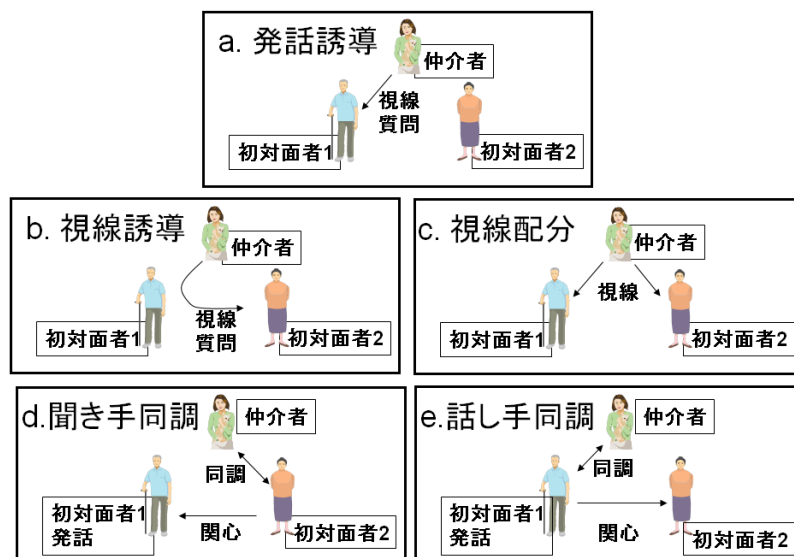 a. 発話誘導
仲介者
視線
質問
初対面者1
初対面者2
b. 視線誘導
仲介者
視線
質問
初対面者1
初対面者2
c. 視線配分
仲介者
視線
初対面者1
初対面者2
d.聞き手同調
仲介者
同調
初対面者1
発話
関心
初対面者2
e.話し手同調
仲介者
同調
初対面者1
発話
関心
初対面者2